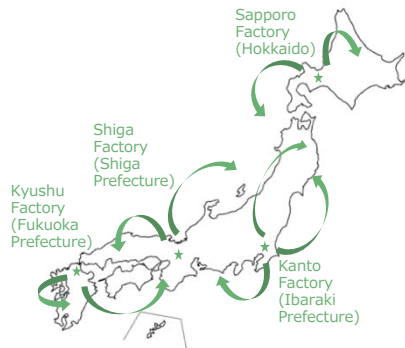 Sapporo
Factory
(Hokkaido)
Shiga
Factory
(Shiga
Prefecture)
Kyushu
Factory
(Fukuoka
Prefecture)
Kanto
Factory
(Ibaraki
Prefecture)